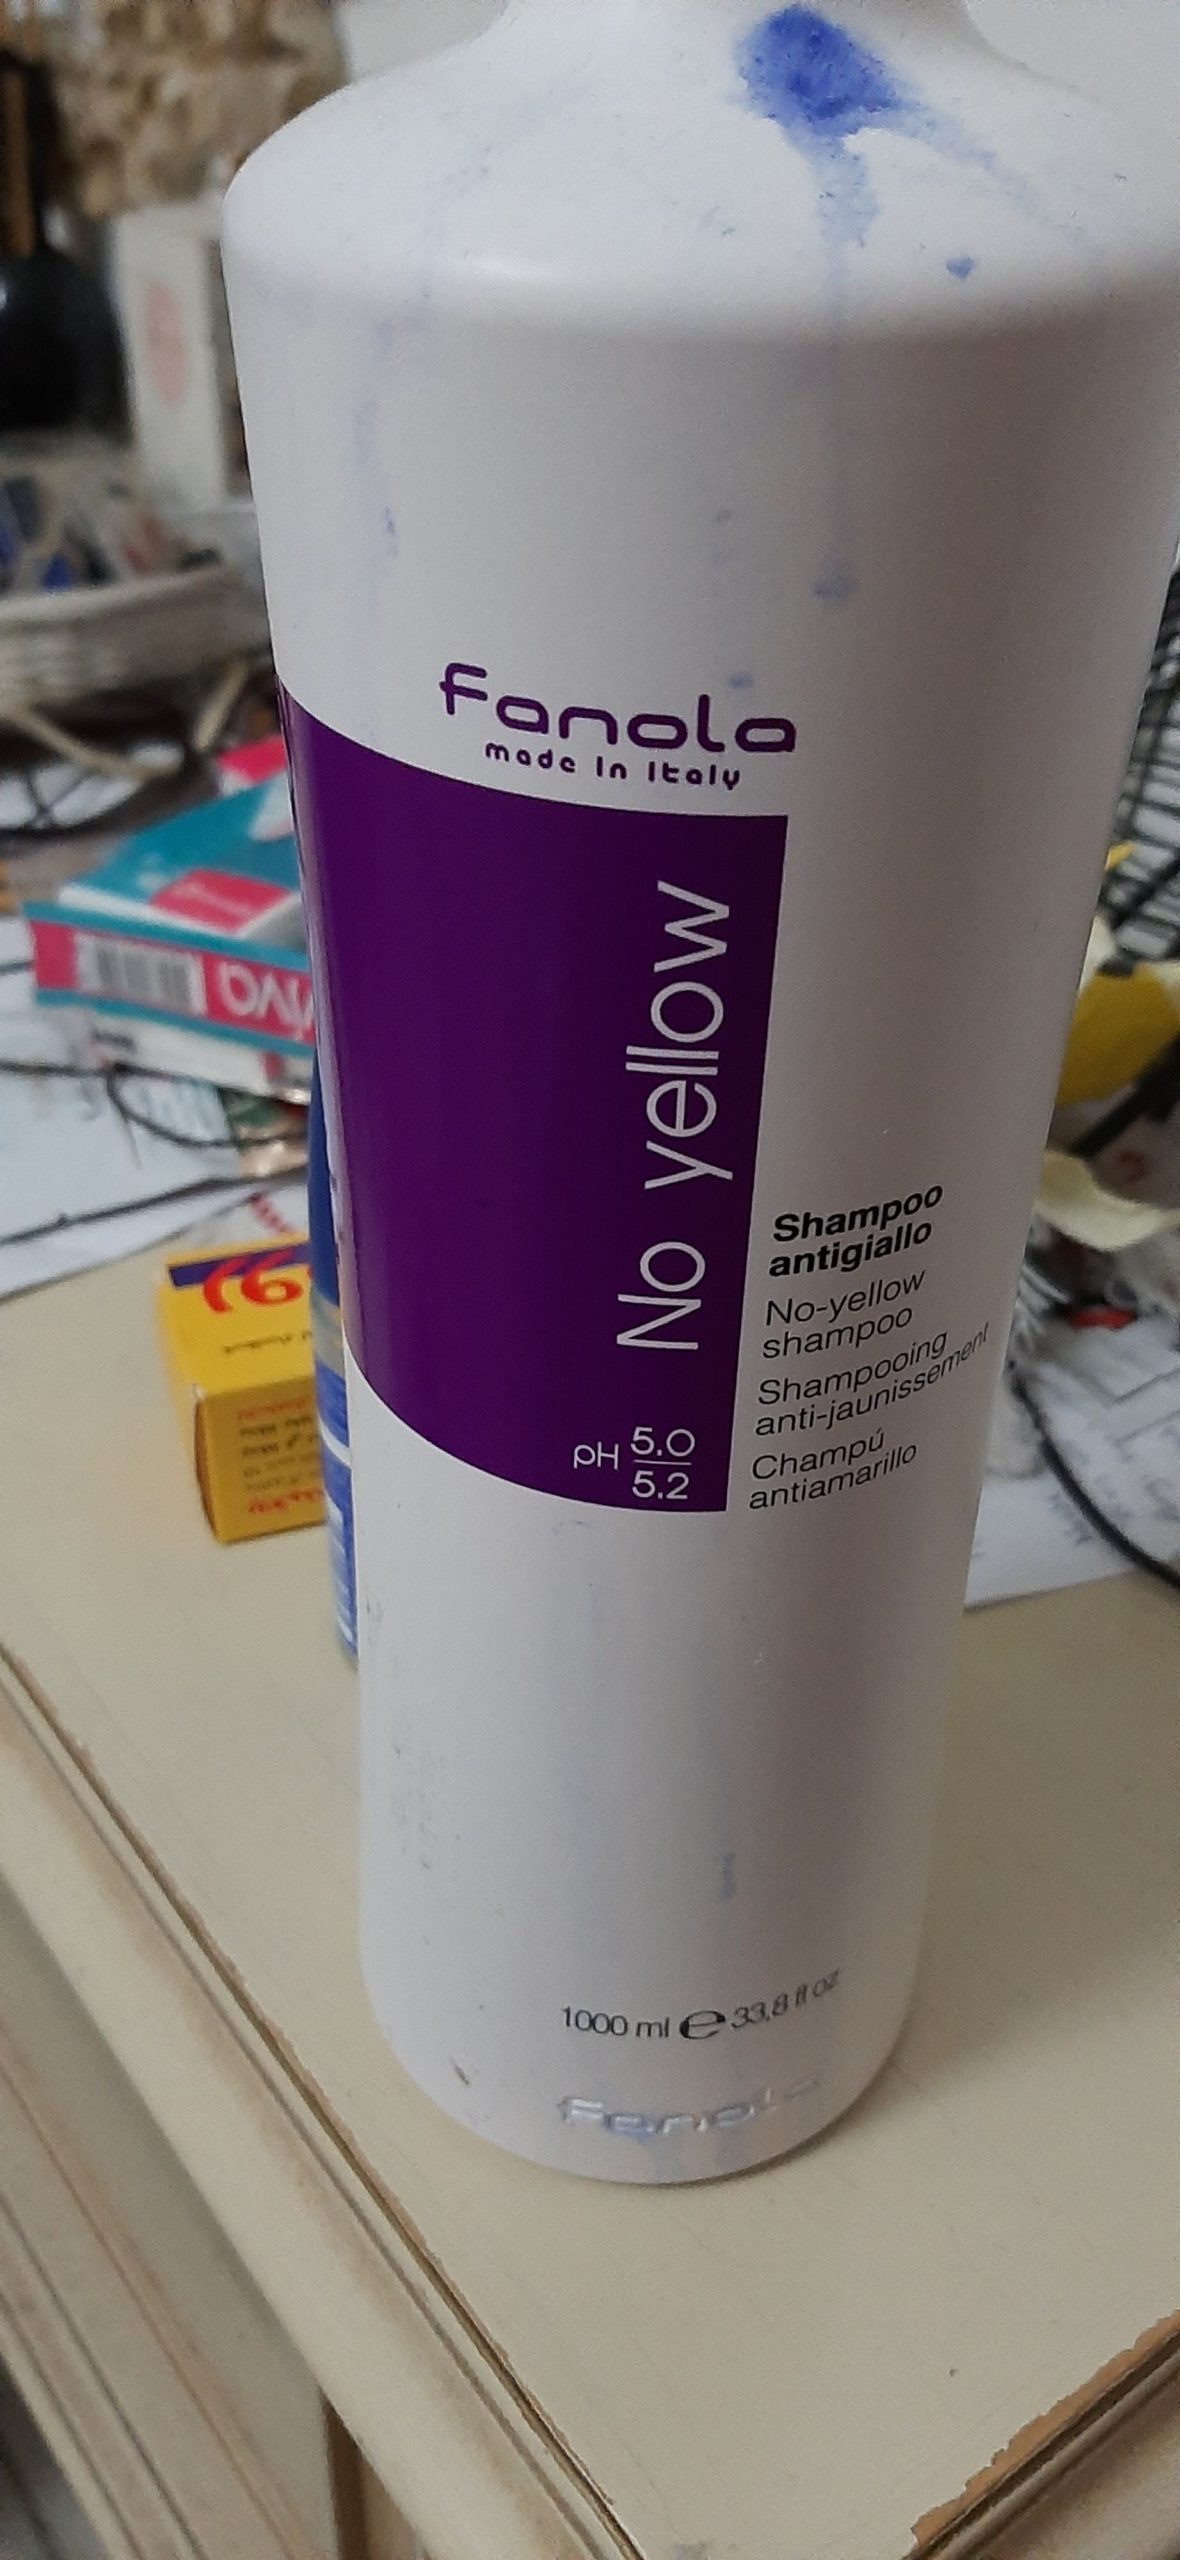 fanola
made in Italy
No yellow
pH 5.0
5.2
Shampoo
antigiallo
No-yellow
shampoo
Shampooing
anti-jaunissement
Champú
antiamarillo
1000 ml e 33,8 fl oz
Fanola